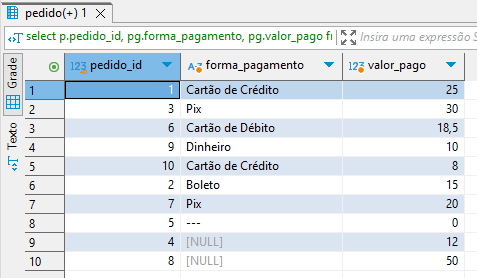 pedido(+) 1
select p.pedido_id, pg.forma_pagamento, pg.valor_pago fr
Insira uma expressão S
Grade
Texto
123 pedido_id A-Z forma_pagamento 123 valor_pago
1 1 Cartão de Crédito 25
2 3 Pix 30
3 6 Cartão de Débito 18,5
4 9 Dinheiro 10
5 10 Cartão de Crédito 8
6 2 Boleto 15
7 7 Pix 20
8 5 --- 0
9 4 [NULL] 12
10 8 [NULL] 50